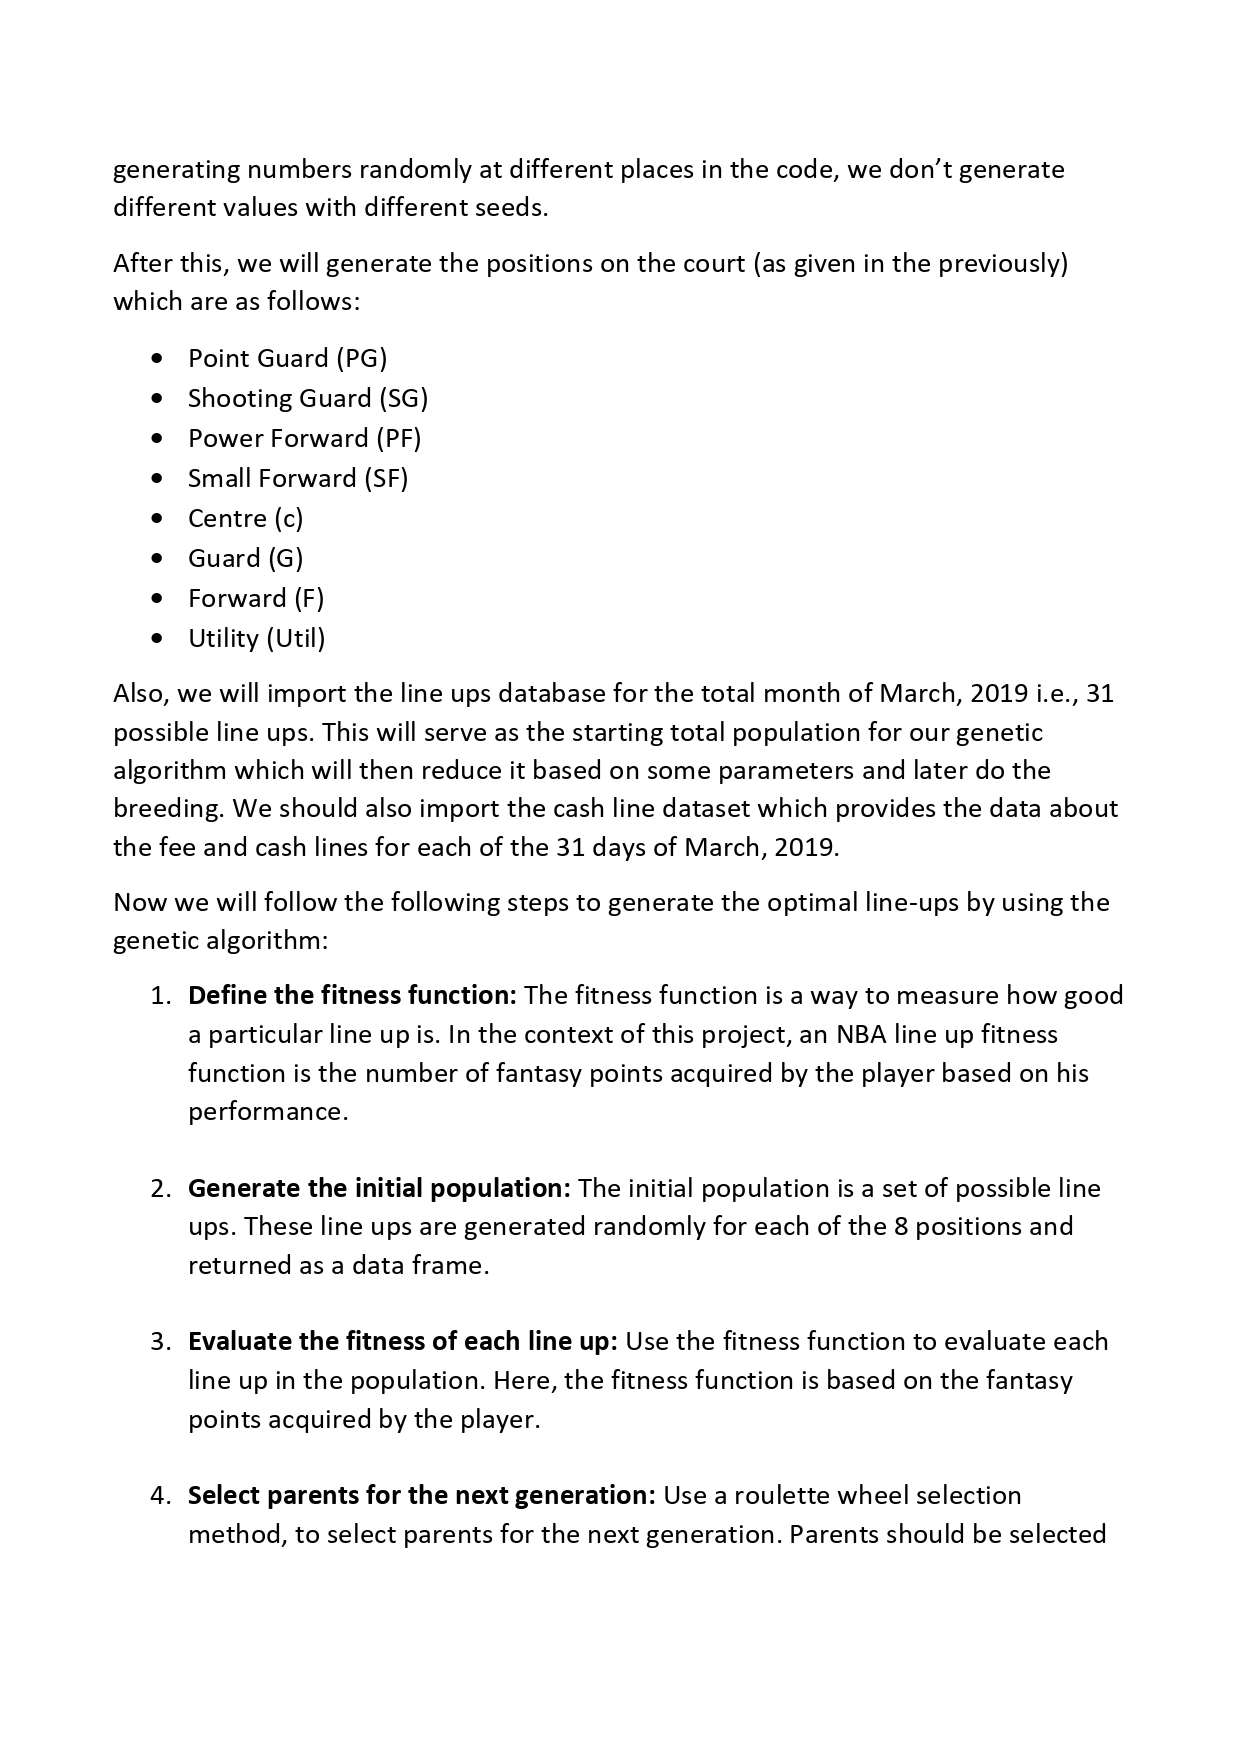 generating numbers randomly at different places in the code, we don’t generate
different values with different seeds.
After this, we will generate the positions on the court (as given in the previously)
which are as follows:
• Point Guard (PG)
• Shooting Guard (SG)
• Power Forward (PF)
• Small Forward (SF)
• Centre (c)
• Guard (G)
• Forward (F)
• Utility (Util)
Also, we will import the line ups database for the total month of March, 2019 i.e., 31
possible line ups. This will serve as the starting total population for our genetic
algorithm which will then reduce it based on some parameters and later do the
breeding. We should also import the cash line dataset which provides the data about
the fee and cash lines for each of the 31 days of March, 2019.
Now we will follow the following steps to generate the optimal line-ups by using the
genetic algorithm:
1. Define the fitness function: The fitness function is a way to measure how good
a particular line up is. In the context of this project, an NBA line up fitness
function is the number of fantasy points acquired by the player based on his
performance.
2. Generate the initial population: The initial population is a set of possible line
ups. These line ups are generated randomly for each of the 8 positions and
returned as a data frame.
3. Evaluate the fitness of each line up: Use the fitness function to evaluate each
line up in the population. Here, the fitness function is based on the fantasy
points acquired by the player.
4. Select parents for the next generation: Use a roulette wheel selection
method, to select parents for the next generation. Parents should be selected